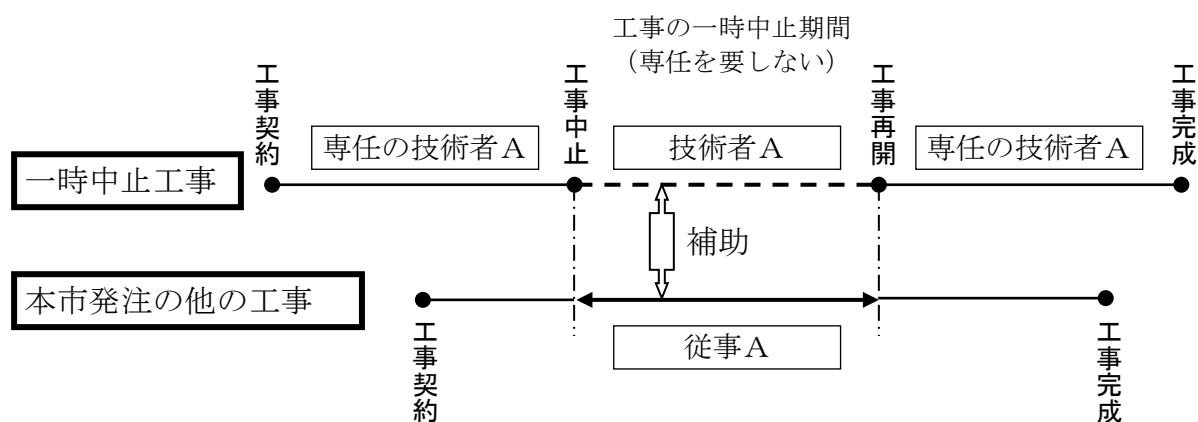 工事の一時中止期間
(専任を要しない)
工事契約
工事中止
工事再開
工事完成
専任の技術者A
技術者A
専任の技術者A
一時中止工事
補助
本市発注の他の工事
従事A
工事契約
工事完成